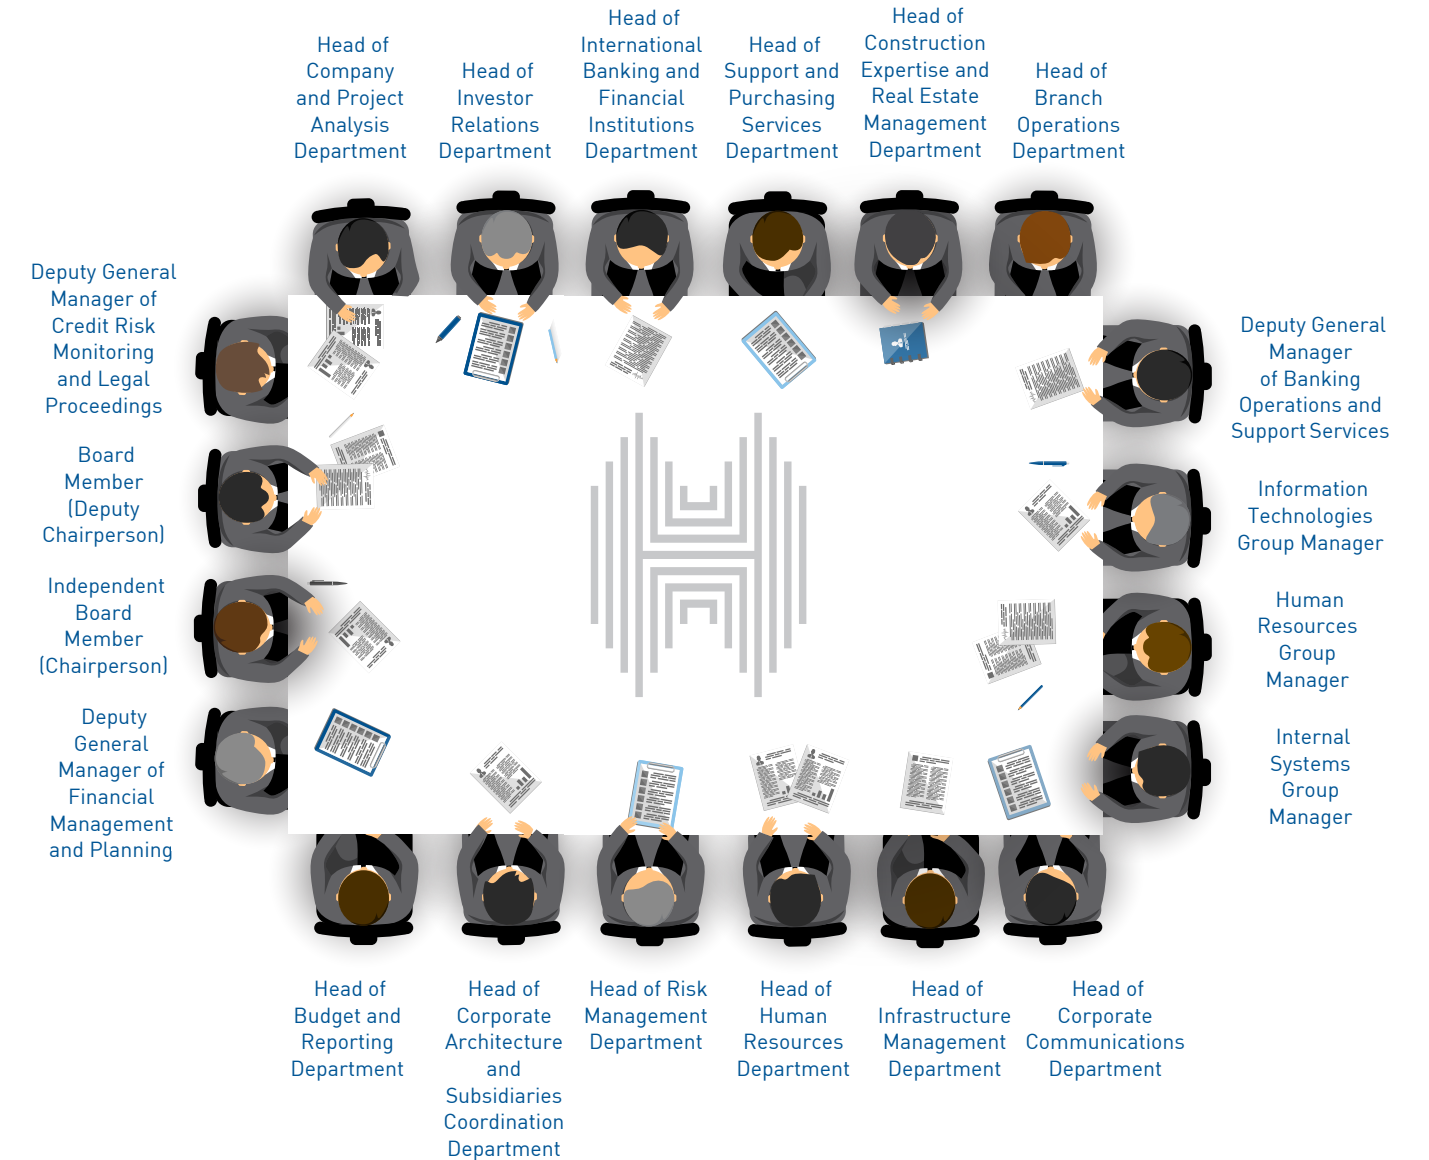 Head of
Company
and Project
Analysis
Department
Head of
Investor
Relations
Department
Head of
International
Banking and
Financial
Institutions
Department
Head of
Support and
Purchasing
Services
Department
Head of
Construction
Expertise and
Real Estate
Management
Department
Head of
Branch
Operations
Department
Deputy General
Manager of
Credit Risk
Monitoring
and Legal
Proceedings
Board
Member
(Deputy
Chairperson)
Independent
Board
Member
(Chairperson)
Deputy
General
Manager of
Financial
Management
and Planning
Deputy General
Manager
of Banking
Operations and
Support Services
Information
Technologies
Group Manager
Human
Resources
Group
Manager
Internal
Systems
Group
Manager
Head of
Budget and
Reporting
Department
Head of
Corporate
Architecture
and
Subsidiaries
Coordination
Department
Head of Risk
Management
Department
Head of
Human
Resources
Department
Head of
Infrastructure
Management
Department
Head of
Corporate
Communications
Department